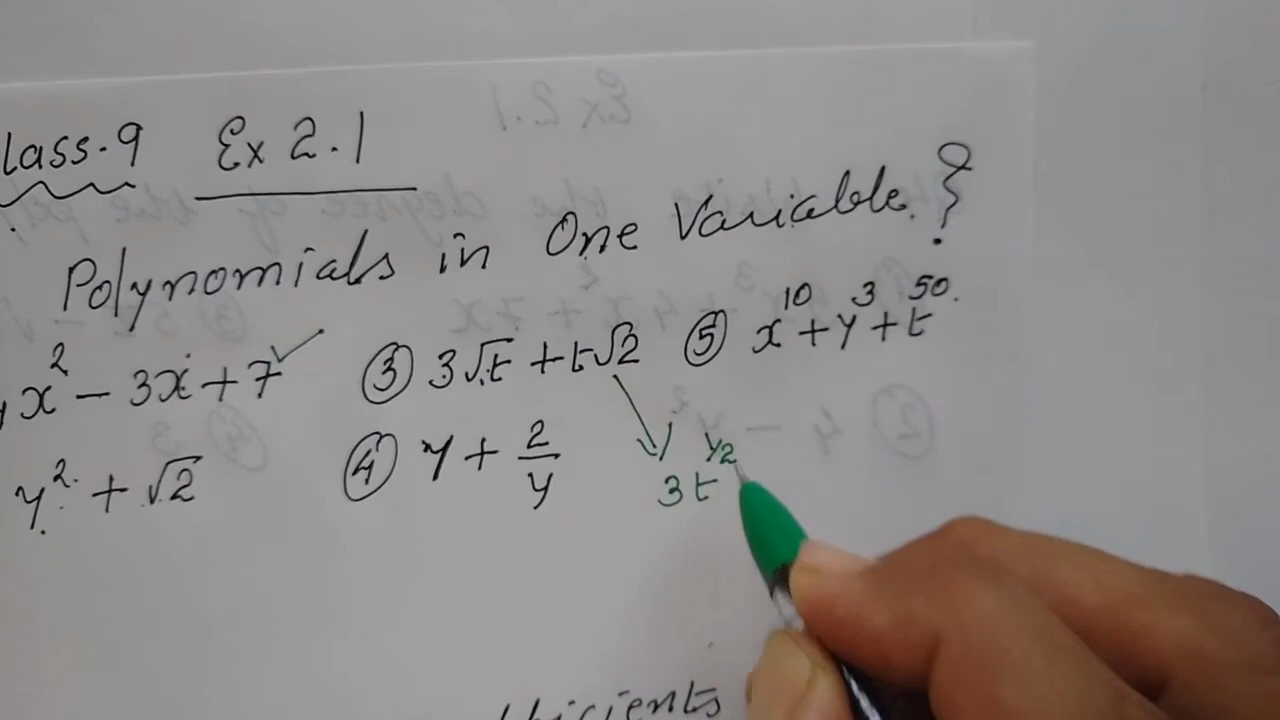 lass-9 Ex 2.1
Polynomials in One Variable ?
x² - 3x + 7 ✓ ③ 3√t + t√2 ⑤ x¹⁰ + y³ + t⁵⁰.
y² + √2 ④ y + 2/y 3t^1/2